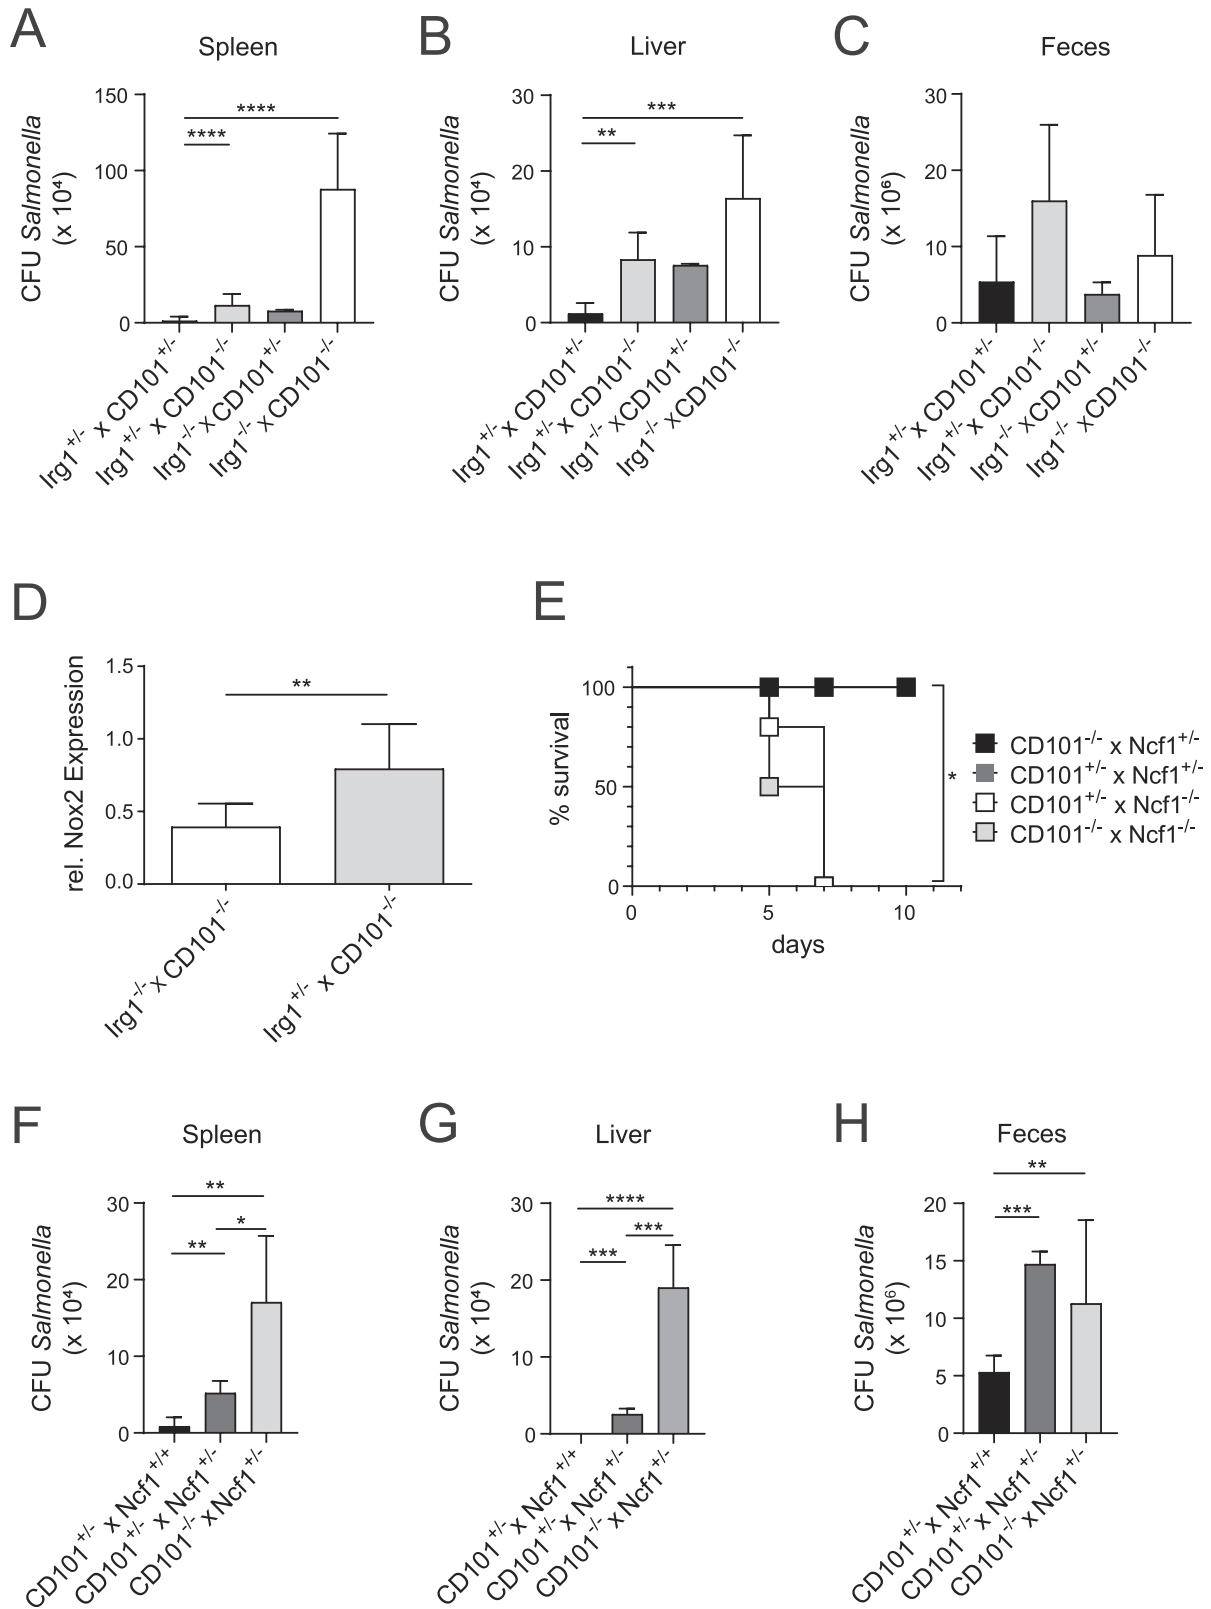 A
Spleen
CFU Salmonella
(x 10⁴)
150
100
50
0
****
****
Irg1+/- x CD101+/-
Irg1+/- x CD101-/-
Irg1-/- x CD101+/-
Irg1-/- x CD101-/-
B
Liver
CFU Salmonella
(x 10⁴)
30
20
10
0
***
**
Irg1+/- x CD101+/-
Irg1+/- x CD101-/-
Irg1-/- x CD101+/-
Irg1-/- x CD101-/-
C
Feces
CFU Salmonella
(x 10⁶)
30
20
10
0
Irg1+/- x CD101+/-
Irg1+/- x CD101-/-
Irg1-/- xCD101+/-
Irg1-/- xCD101-/-
D
rel. Nox2 Expression
1.5
1.0
0.5
0.0
**
Irg1-/- x CD101-/-
Irg1+/- x CD101-/-
E
% survival
100
50
0
0
5
10
days
*
CD101-/- x Ncf1+/-
CD101+/- x Ncf1+/-
CD101+/- x Ncf1-/-
CD101-/- x Ncf1-/-
F
Spleen
CFU Salmonella
(x 10⁴)
30
20
10
0
**
*
**
CD101+/- x Ncf1+/+
CD101+/- x Ncf1+/-
CD101-/- x Ncf1+/-
G
Liver
CFU Salmonella
(x 10⁴)
30
20
10
0
****
***
***
CD101+/- x Ncf1+/+
CD101+/- x Ncf1+/-
CD101-/- x Ncf1+/-
H
Feces
CFU Salmonella
(x 10⁶)
20
15
10
5
0
**
***
CD101+/- x Ncf1+/+
CD101+/- x Ncf1+/-
CD101-/- x Ncf1+/-